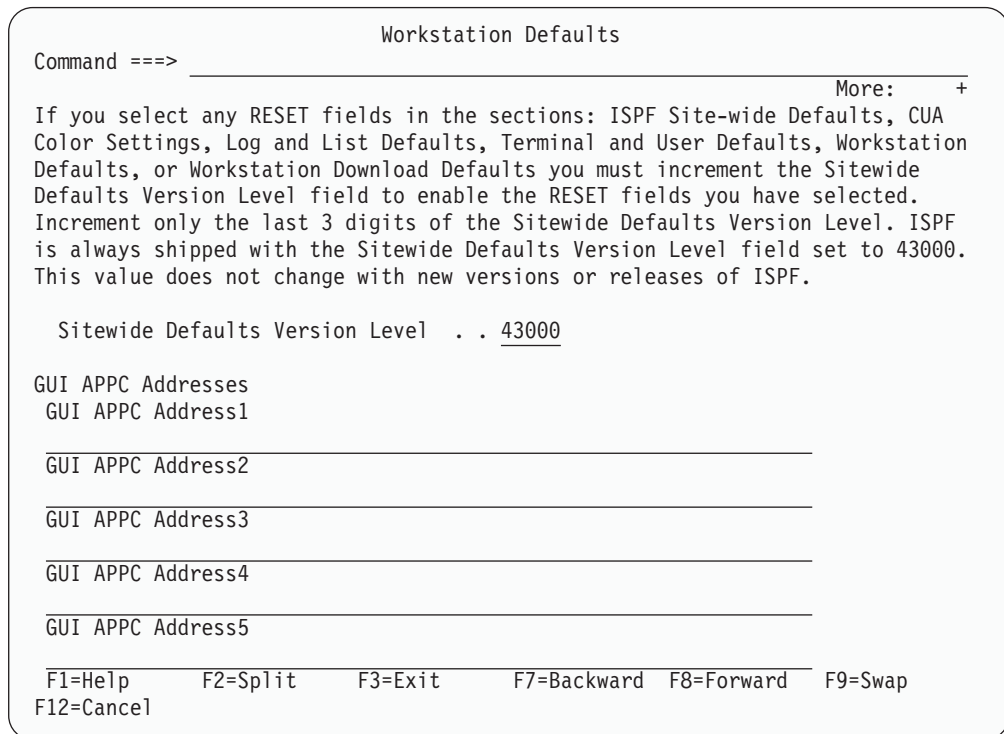 Workstation Defaults
Command ===>
More: +
If you select any RESET fields in the sections: ISPF Site-wide Defaults, CUA
Color Settings, Log and List Defaults, Terminal and User Defaults, Workstation
Defaults, or Workstation Download Defaults you must increment the Sitewide
Defaults Version Level field to enable the RESET fields you have selected.
Increment only the last 3 digits of the Sitewide Defaults Version Level. ISPF
is always shipped with the Sitewide Defaults Version Level field set to 43000.
This value does not change with new versions or releases of ISPF.
Sitewide Defaults Version Level . . 43000
GUI APPC Addresses
GUI APPC Address1
GUI APPC Address2
GUI APPC Address3
GUI APPC Address4
GUI APPC Address5
F1=Help F2=Split F3=Exit F7=Backward F8=Forward F9=Swap
F12=Cancel